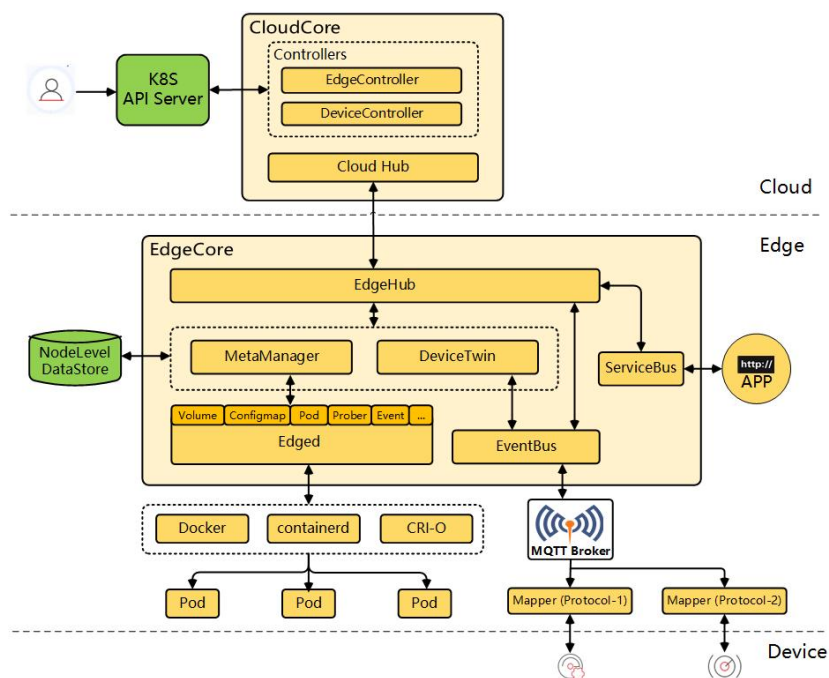 CloudCore
Controllers
EdgeController
DeviceController
K8S
API Server
Cloud Hub
Cloud
Edge
EdgeCore
EdgeHub
NodeLevel
DataStore
MetaManager
DeviceTwin
ServiceBus
http://
APP
Volume
Configmap
Pod
Prober
Event
...
Edged
EventBus
Docker
containerd
CRI-O
MQTT Broker
Pod
Pod
Pod
Mapper (Protocol-1)
Mapper (Protocol-2)
Device